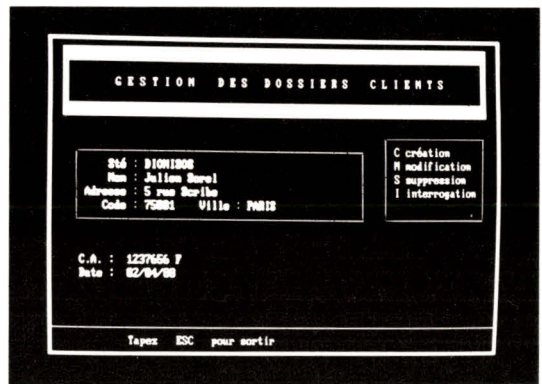 GESTION DES DOSSIERS CLIENTS
Sté : DIONISOS
Nom : Julien Sorel
Adresse : 5 rue Scribe
Code : 75001 Ville : PARIS
C création
M modification
S suppression
I interrogation
C.A. : 1237656 F
Date : 02/04/88
Tapez ESC pour sortir